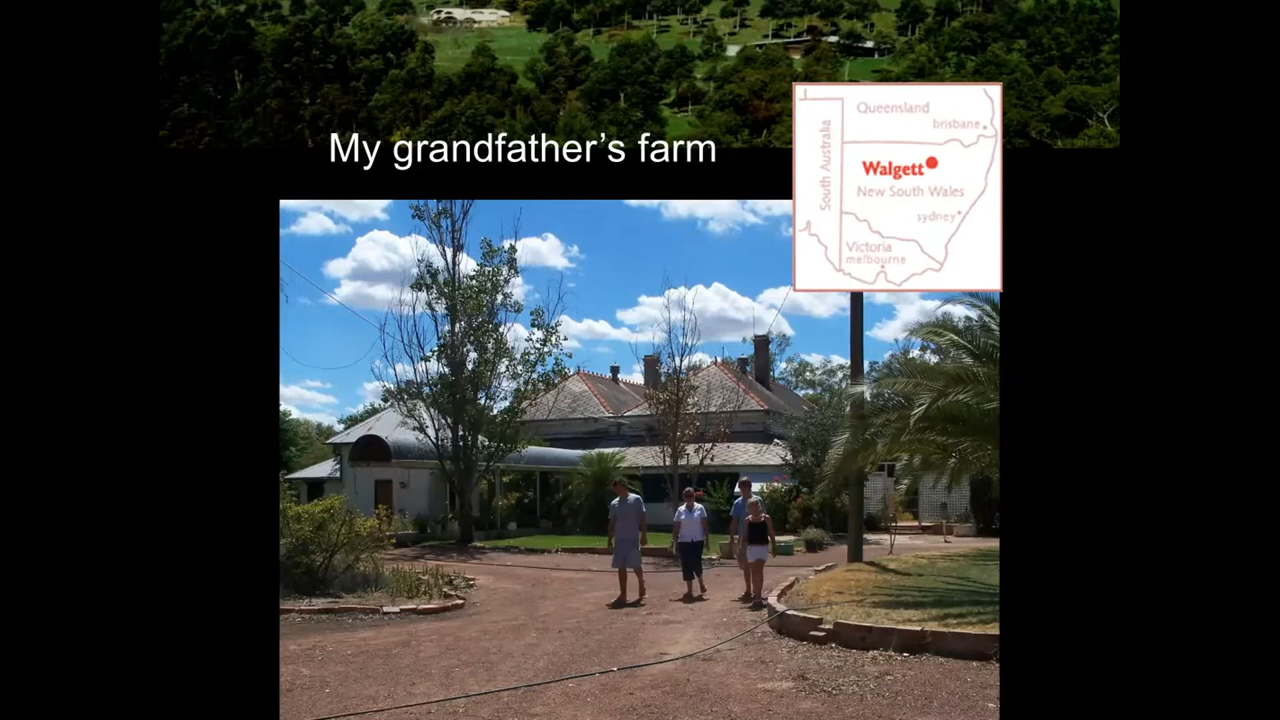 My grandfather’s farm
Queensland
brisbane
South Australia
Walgett
New South Wales
sydney
Victoria
melbourne